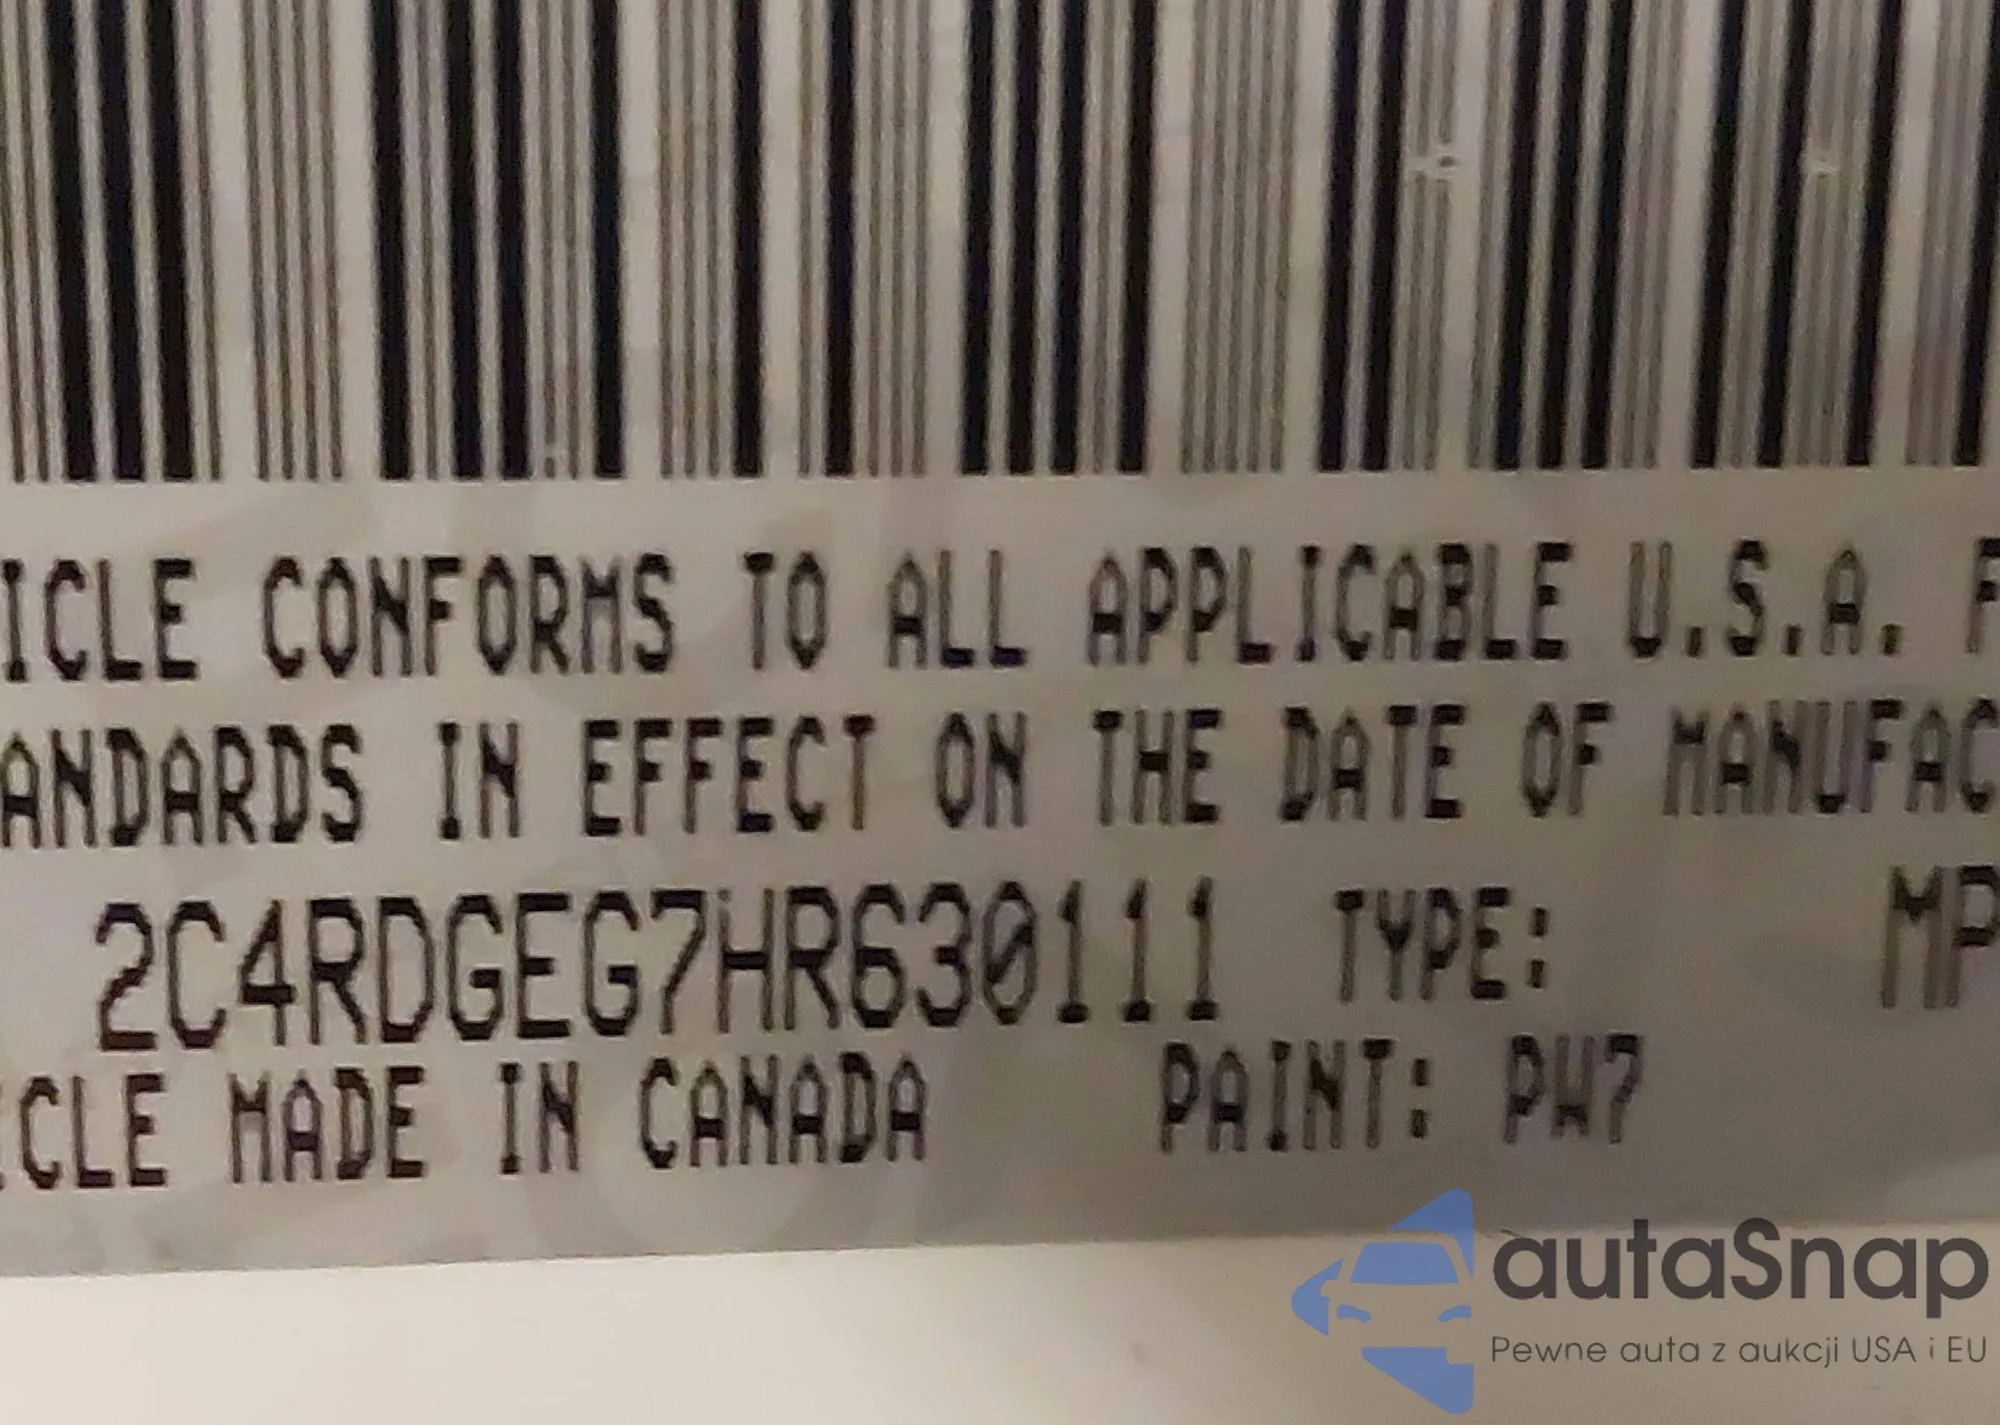 ICLE CONFORMS TO ALL APPLICABLE U.S.A. F
ANDARDS IN EFFECT ON THE DATE OF MANUFAC
2C4RDGEG7HR630111 TYPE: MP
ICLE MADE IN CANADA PAINT: PW7
autaSnap
Pewne auta z aukcji USA i EU